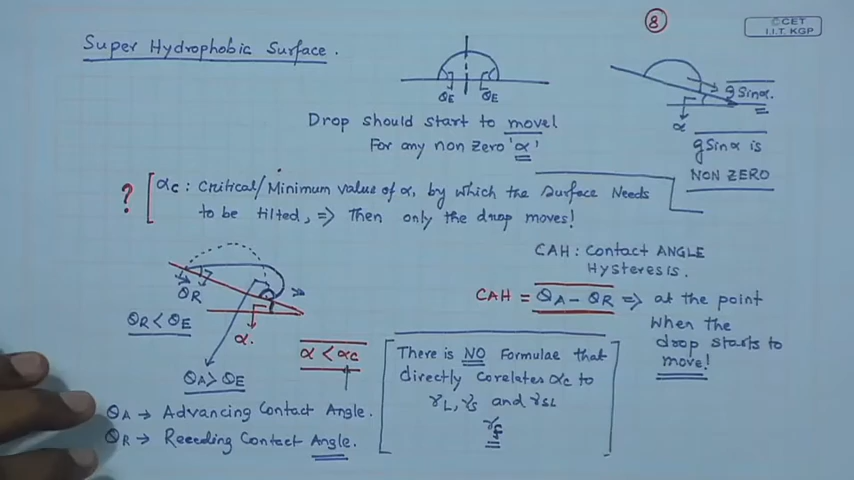 8
©CET
I.I.T. KGP
Super Hydrophobic Surface.
θE θE
g Sinα.
α
Drop should start to move
For any non zero 'α'
g Sinα is
NON ZERO
? [αc: Critical/Minimum value of α, by which the surface Needs
to be tilted, => Then only the drop moves!
CAH: Contact ANGLE
Hysteresis.
θR
θR < θE
α.
θA > θE
α < αc
CAH = θA - θR => at the point
when the
drop starts to
move!
There is NO Formulae that
directly corelates αc to
γL, γS and γSL
γf
θA → Advancing Contact Angle.
θR → Receeding Contact Angle.